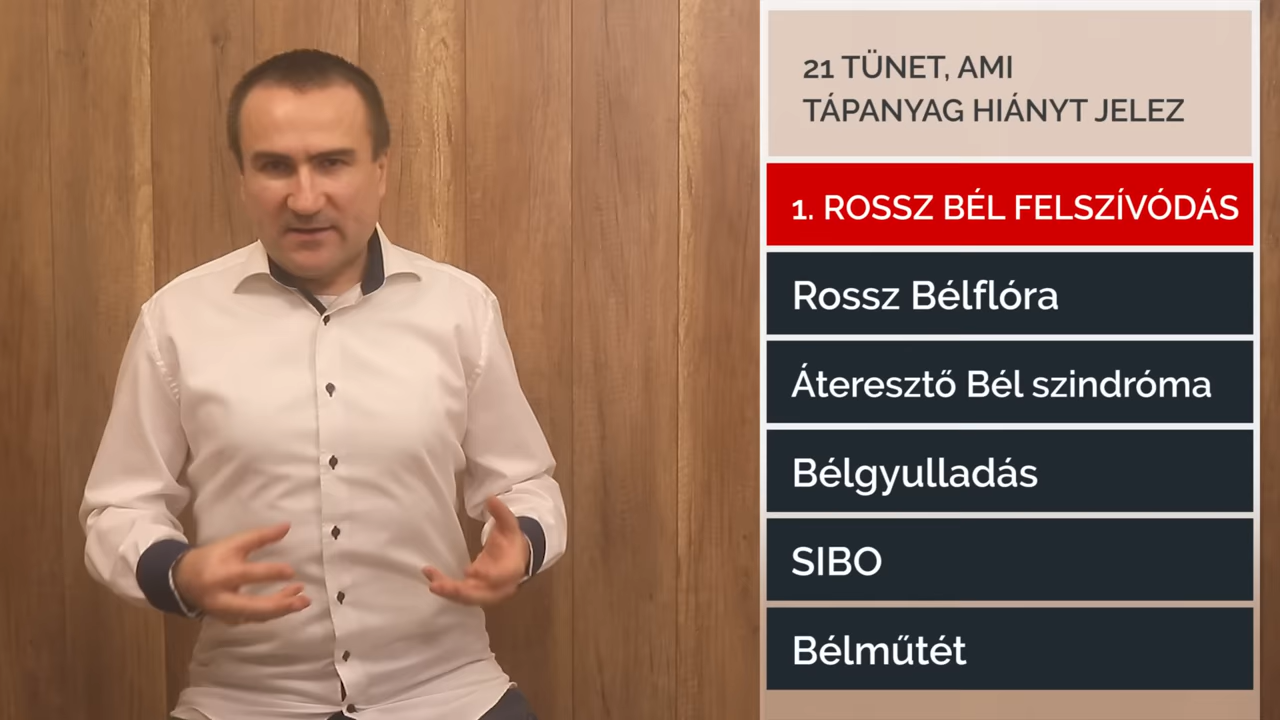 21 TÜNET, AMI
TÁPANYAG HIÁNYT JELEZ
1. ROSSZ BÉL FELSZÍVÓDÁS
Rossz Bélflóra
Áteresztő Bél szindróma
Bélgyulladás
SIBO
Bélműtét